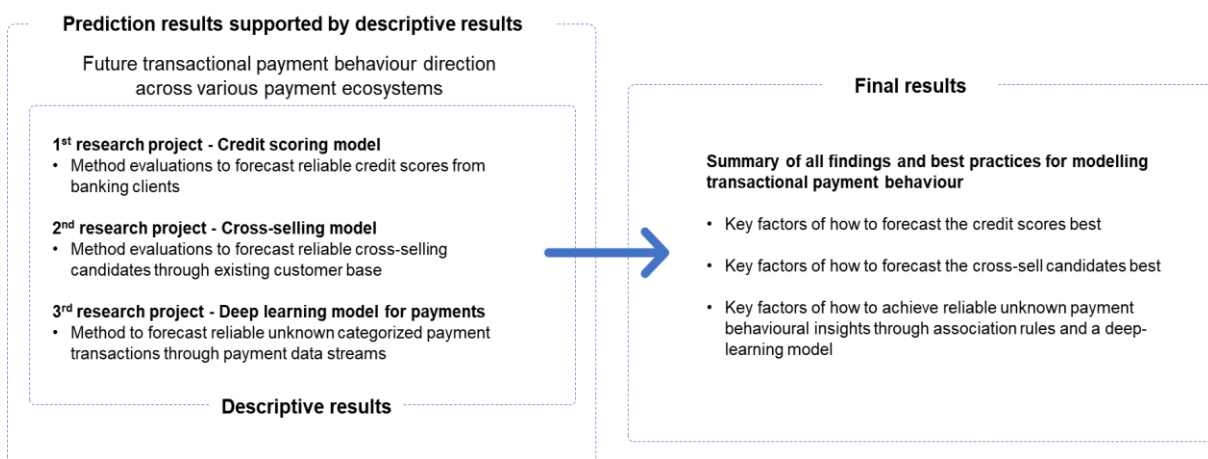 Prediction results supported by descriptive results
Future transactional payment behaviour direction
across various payment ecosystems
1st research project - Credit scoring model
• Method evaluations to forecast reliable credit scores from
banking clients
2nd research project - Cross-selling model
• Method evaluations to forecast reliable cross-selling
candidates through existing customer base
3rd research project - Deep learning model for payments
• Method to forecast reliable unknown categorized payment
transactions through payment data streams
Descriptive results
Final results
Summary of all findings and best practices for modelling
transactional payment behaviour
• Key factors of how to forecast the credit scores best
• Key factors of how to forecast the cross-sell candidates best
• Key factors of how to achieve reliable unknown payment
behavioural insights through association rules and a deep-
learning model